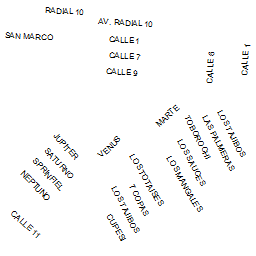 RADIAL 10
AV. RADIAL 10
SAN MARCO
CALLE 1
CALLE 7
CALLE 9
CALLE 6
CALLE 1
MARTE
TOBOROCHI
LAS PALMERAS
LOS TAJIBOS
JUPITER
SATURNO
NEPTUNO
VENUS
LOS SAUCES
LOS MANGALES
LOS TOTAISES
7 COPAS
LOS TAJIBOS
CUPESI
CALLE 11